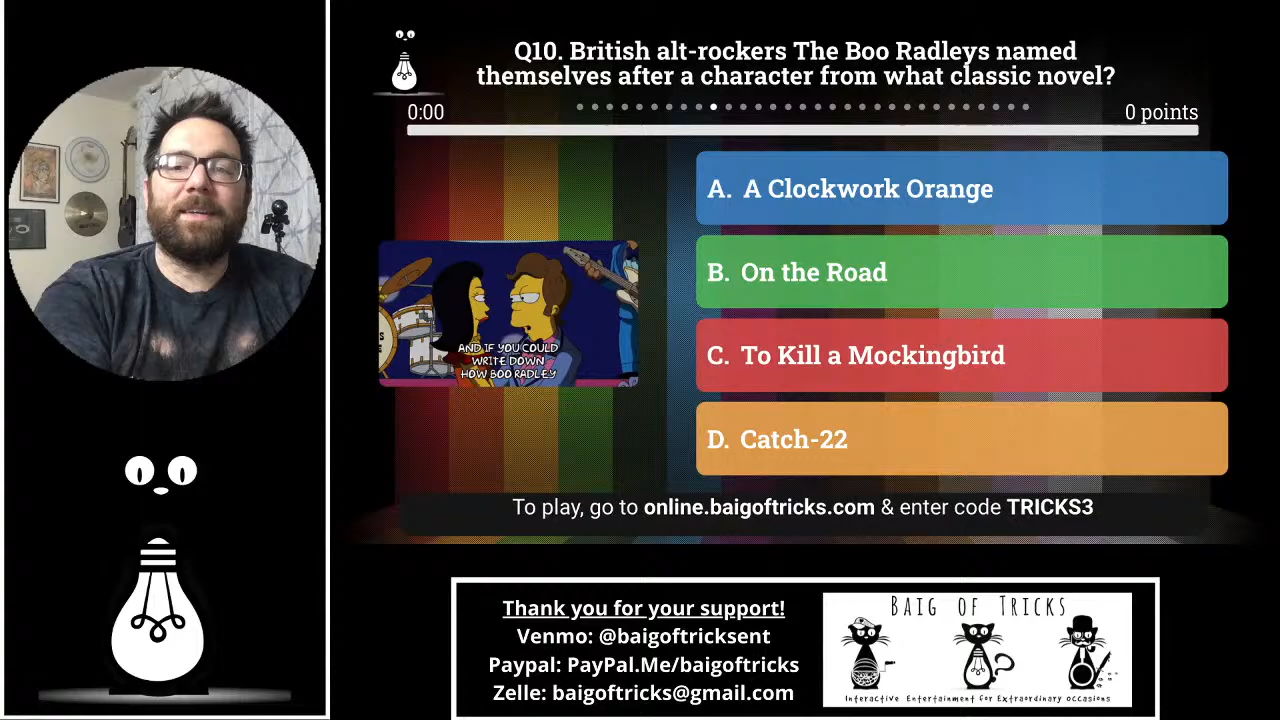 Q10. British alt-rockers The Boo Radleys named
themselves after a character from what classic novel?
0:00
0 points
A. A Clockwork Orange
B. On the Road
C. To Kill a Mockingbird
D. Catch-22
AND IF YOU COULD
WRITE DOWN
HOW BOO RADLEY
To play, go to online.baigoftricks.com & enter code TRICKS3
Thank you for your support!
Venmo: @baigoftricksent
Paypal: PayPal.Me/baigoftricks
Zelle: baigoftricks@gmail.com
BAIG OF TRICKS
Interactive Entertainment for Extraordinary occasions